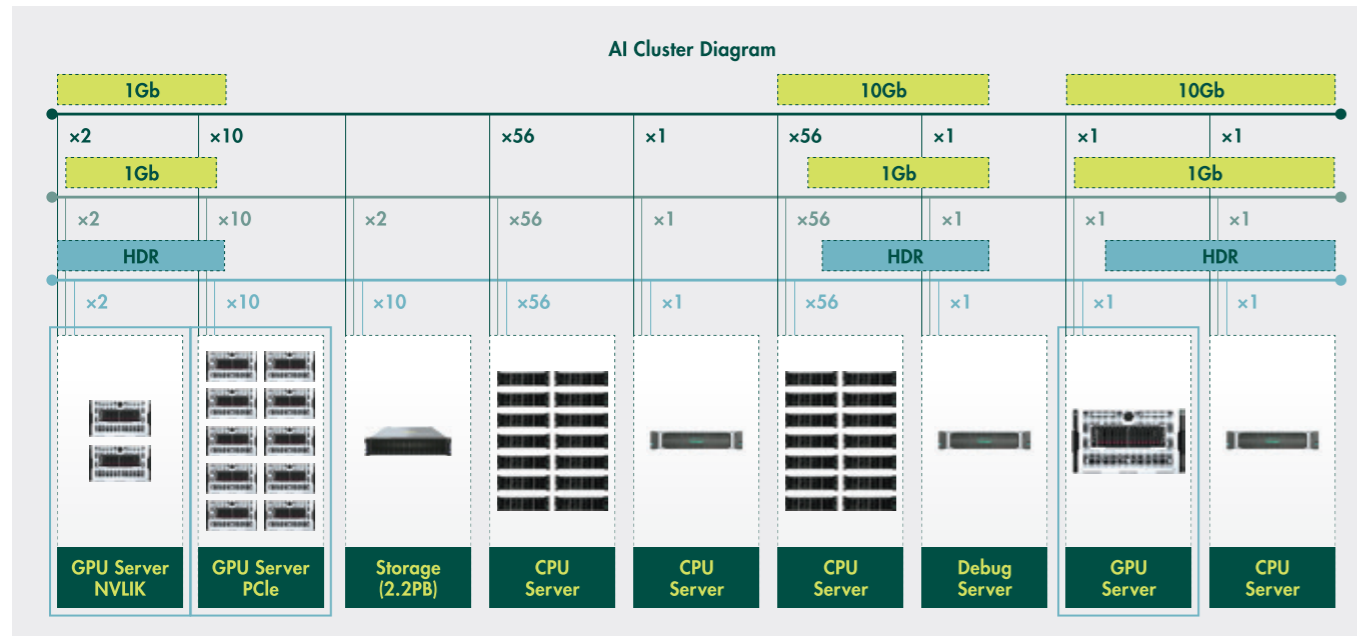 AI Cluster Diagram
1Gb
10Gb
10Gb
×2
×10
×56
×1
×56
×1
×1
×1
1Gb
1Gb
1Gb
×2
×10
×2
×56
×1
×56
×1
×1
×1
HDR
HDR
HDR
×2
×10
×10
×56
×1
×56
×1
×1
×1
GPU Server
NVLIK
GPU Server
PCle
Storage
(2.2PB)
CPU
Server
CPU
Server
CPU
Server
Debug
Server
GPU
Server
CPU
Server